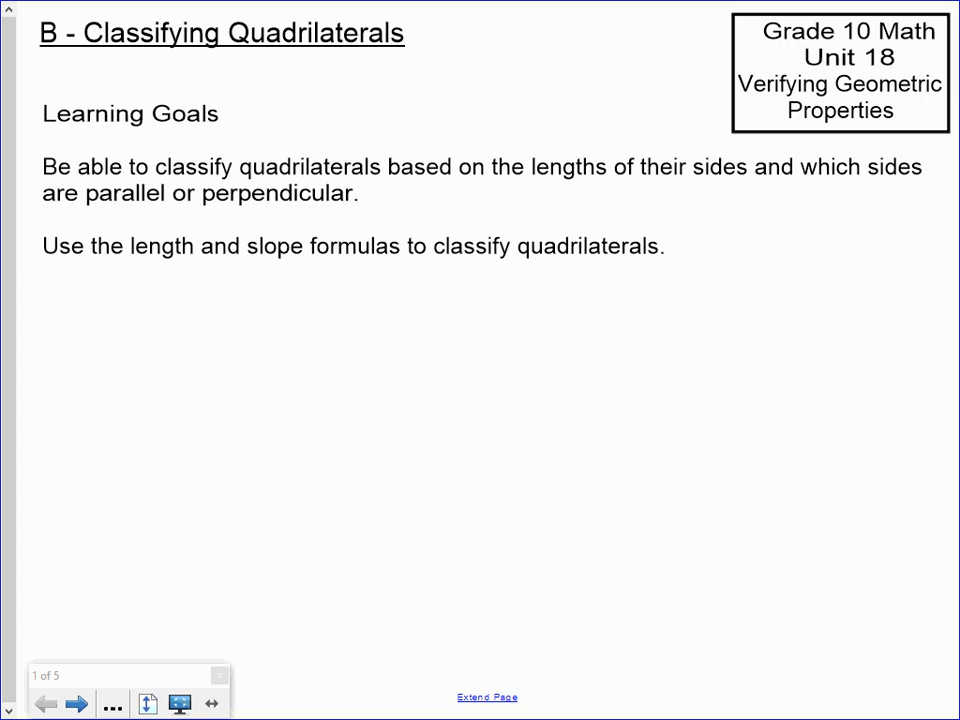 B - Classifying Quadrilaterals
Grade 10 Math
Unit 18
Verifying Geometric
Properties
Learning Goals
Be able to classify quadrilaterals based on the lengths of their sides and which sides
are parallel or perpendicular.
Use the length and slope formulas to classify quadrilaterals.
1 of 5
Extend Page